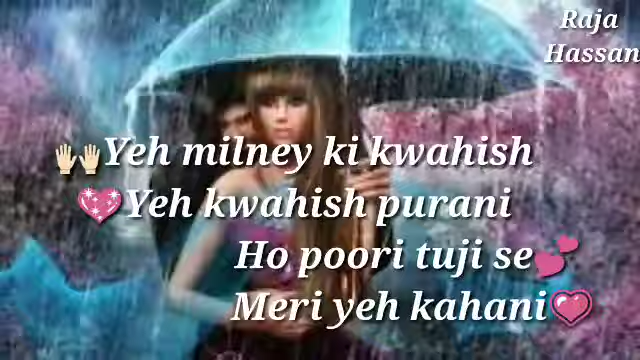 Raja
Hassan
🙌🏻Yeh milney ki kwahish
💖Yeh kwahish purani
Ho poori tuji se💕
Meri yeh kahani💗